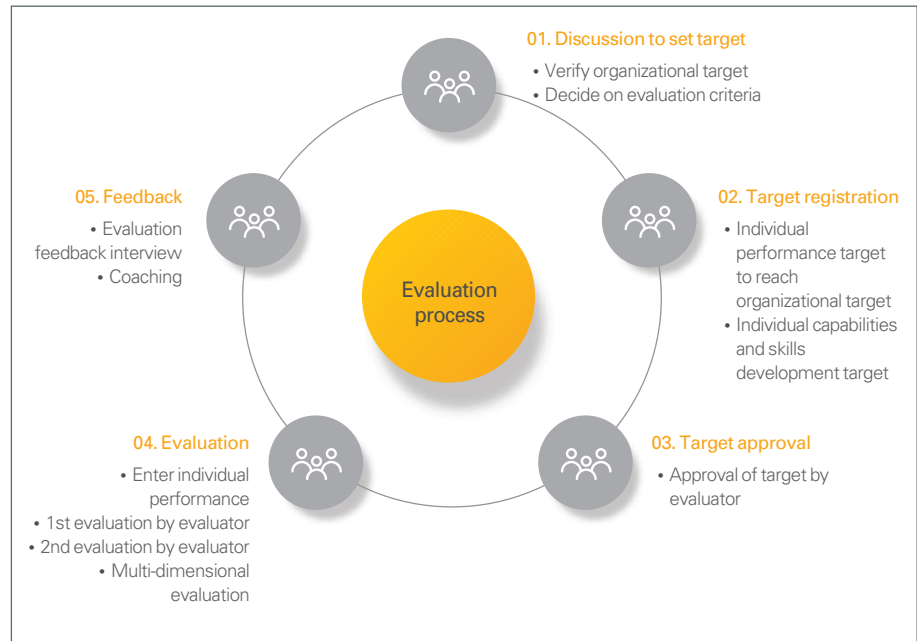 01. Discussion to set target
• Verify organizational target
• Decide on evaluation criteria
02. Target registration
• Individual
performance target
to reach
organizational target
• Individual capabilities
and skills
development target
03. Target approval
• Approval of target by
evaluator
04. Evaluation
• Enter individual
performance
• 1st evaluation by evaluator
• 2nd evaluation by evaluator
• Multi-dimensional
evaluation
05. Feedback
• Evaluation
feedback interview
• Coaching
Evaluation
process